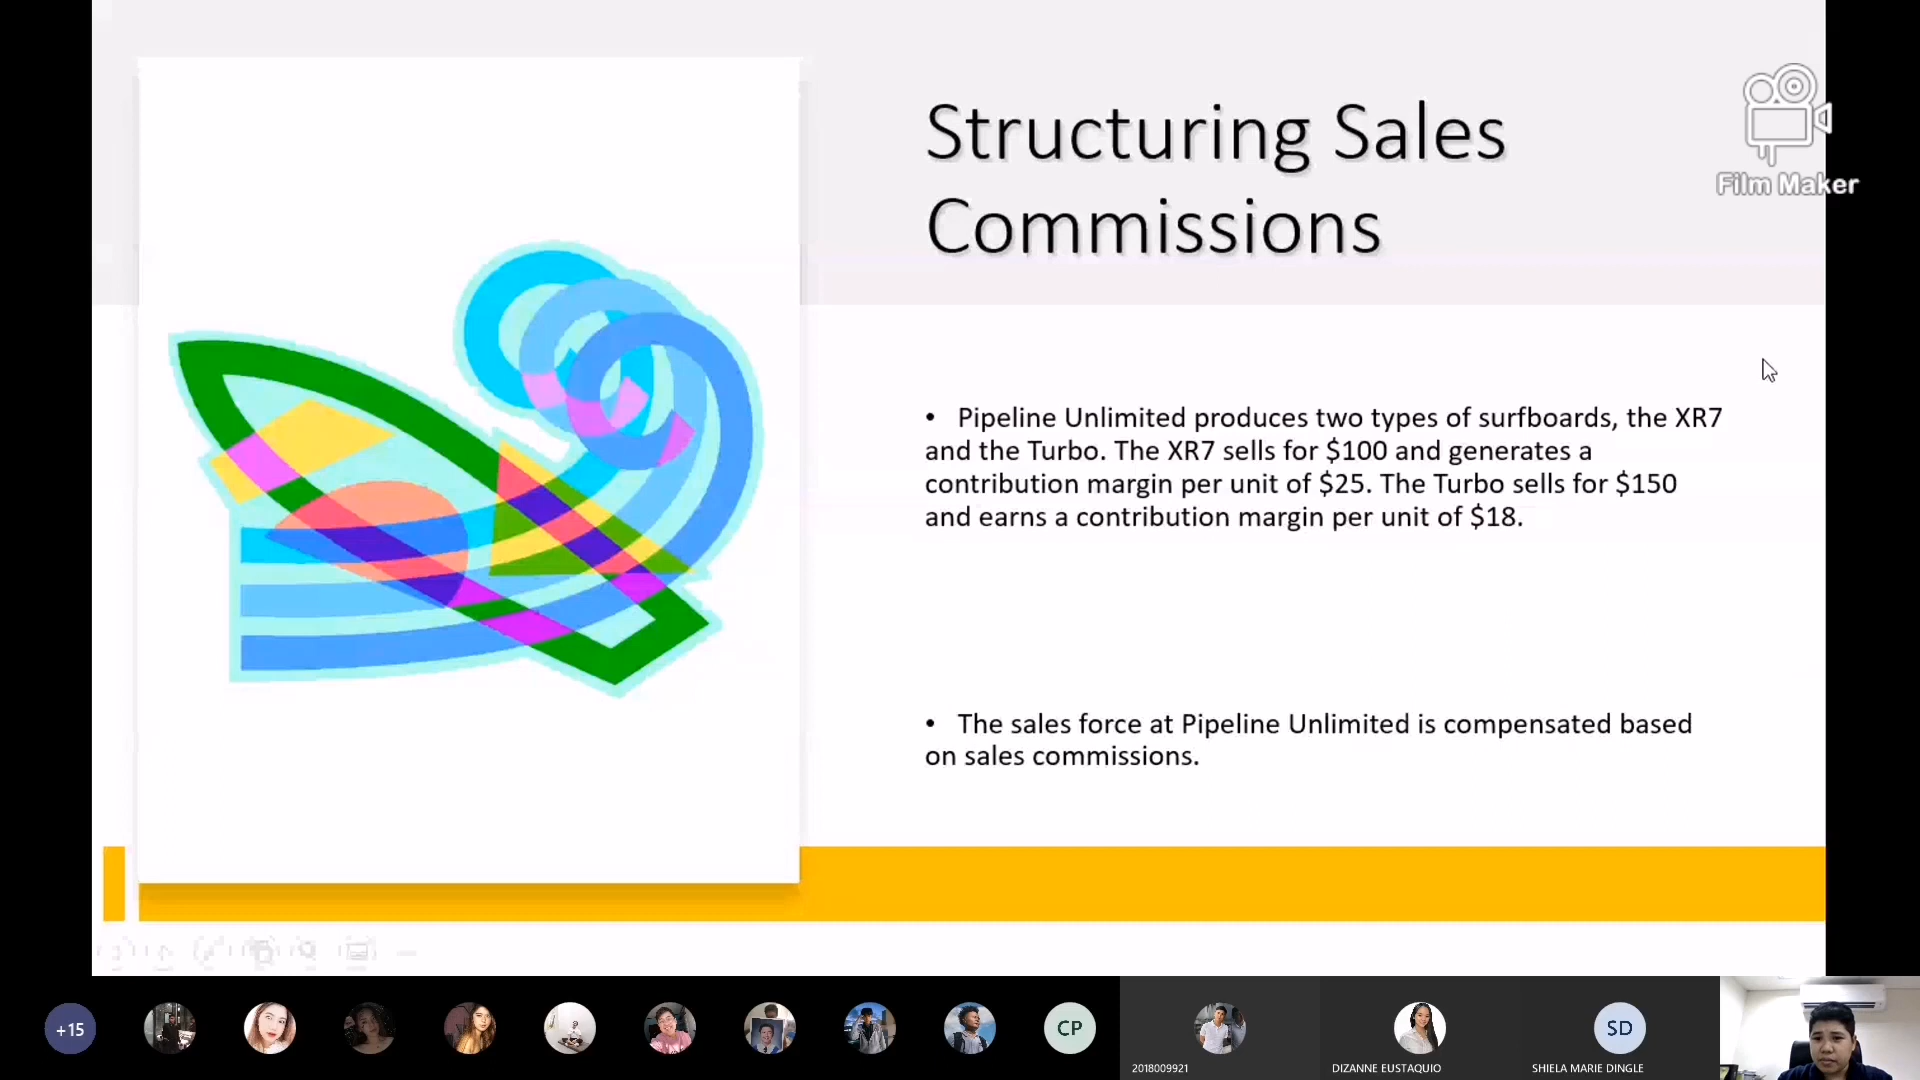 Structuring Sales
Commissions
Film Maker
• Pipeline Unlimited produces two types of surfboards, the XR7
and the Turbo. The XR7 sells for $100 and generates a
contribution margin per unit of $25. The Turbo sells for $150
and earns a contribution margin per unit of $18.
• The sales force at Pipeline Unlimited is compensated based
on sales commissions.
+15
CP
SD
2018009921
DIZANNE EUSTAQUIO
SHIELA MARIE DINGLE